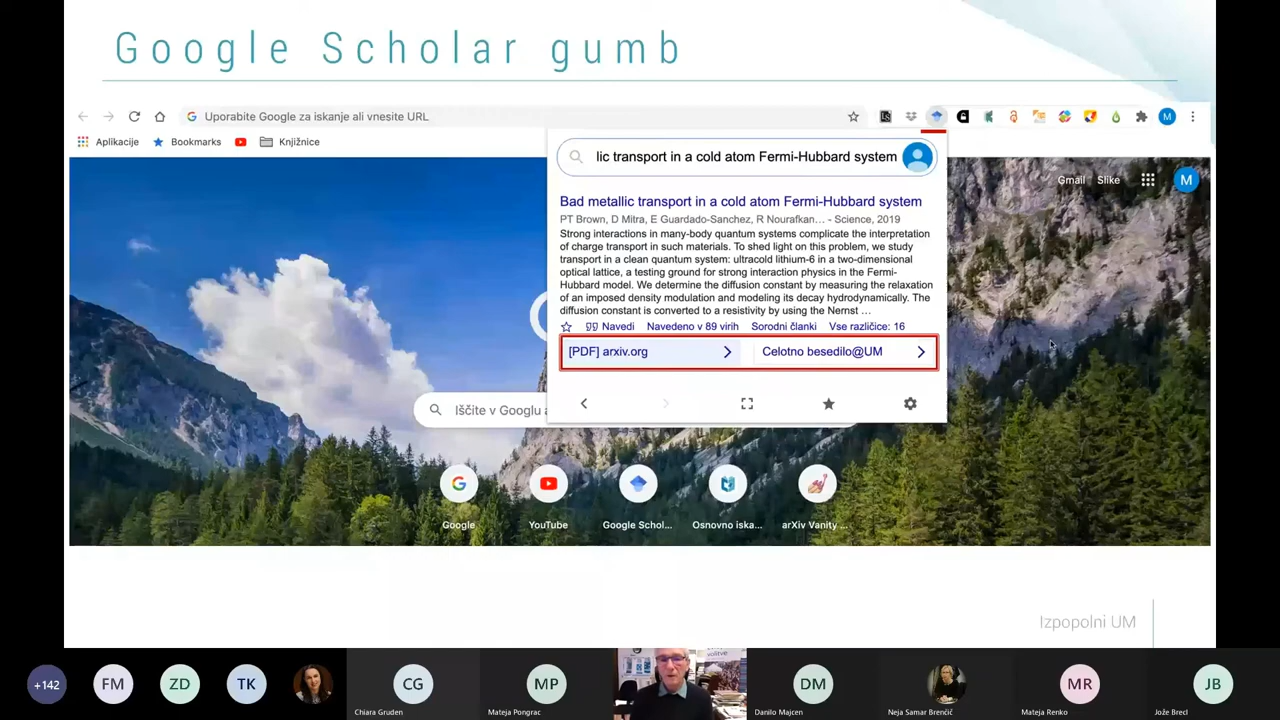 Google Scholar gumb
Uporabite Google za iskanje ali vnesite URL
M
Aplikacije
Bookmarks
Knjižnice
lic transport in a cold atom Fermi-Hubbard system
Gmail
Slike
M
Bad metallic transport in a cold atom Fermi-Hubbard system
PT Brown, D Mitra, E Guardado-Sanchez, R Nourafkan... - Science, 2019
Strong interactions in many-body quantum systems complicate the interpretation
of charge transport in such materials. To shed light on this problem, we study
transport in a clean quantum system: ultracold lithium-6 in a two-dimensional
optical lattice, a testing ground for strong interaction physics in the Fermi-
Hubbard model. We determine the diffusion constant by measuring the relaxation
of an imposed density modulation and modeling its decay hydrodynamically. The
diffusion constant is converted to a resistivity by using the Nernst ...
Navedi Navedeno v 89 virih Sorodni članki Vse različice: 16
[PDF] arxiv.org
Celotno besedilo@UM
Iščite v Googlu a
Google
YouTube
Google Schol...
Osnovno iska...
arXiv Vanity ...
Izpopolni UM
+142
FM
ZD
TK
CG
Chiara Gruden
MP
Mateja Pongrac
DM
Danilo Majcen
Neja Samar Brenčič
MR
Mateja Renko
JB
Jože Brecl